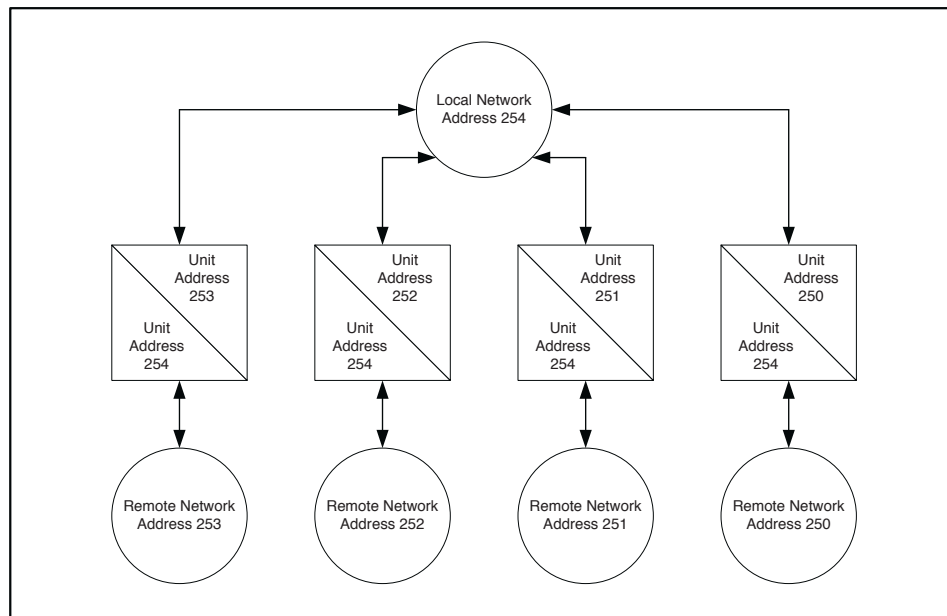 Local Network
Address 254
Unit
Address
253
Unit
Address
254
Unit
Address
252
Unit
Address
254
Unit
Address
251
Unit
Address
254
Unit
Address
250
Unit
Address
254
Remote Network
Address 253
Remote Network
Address 252
Remote Network
Address 251
Remote Network
Address 250